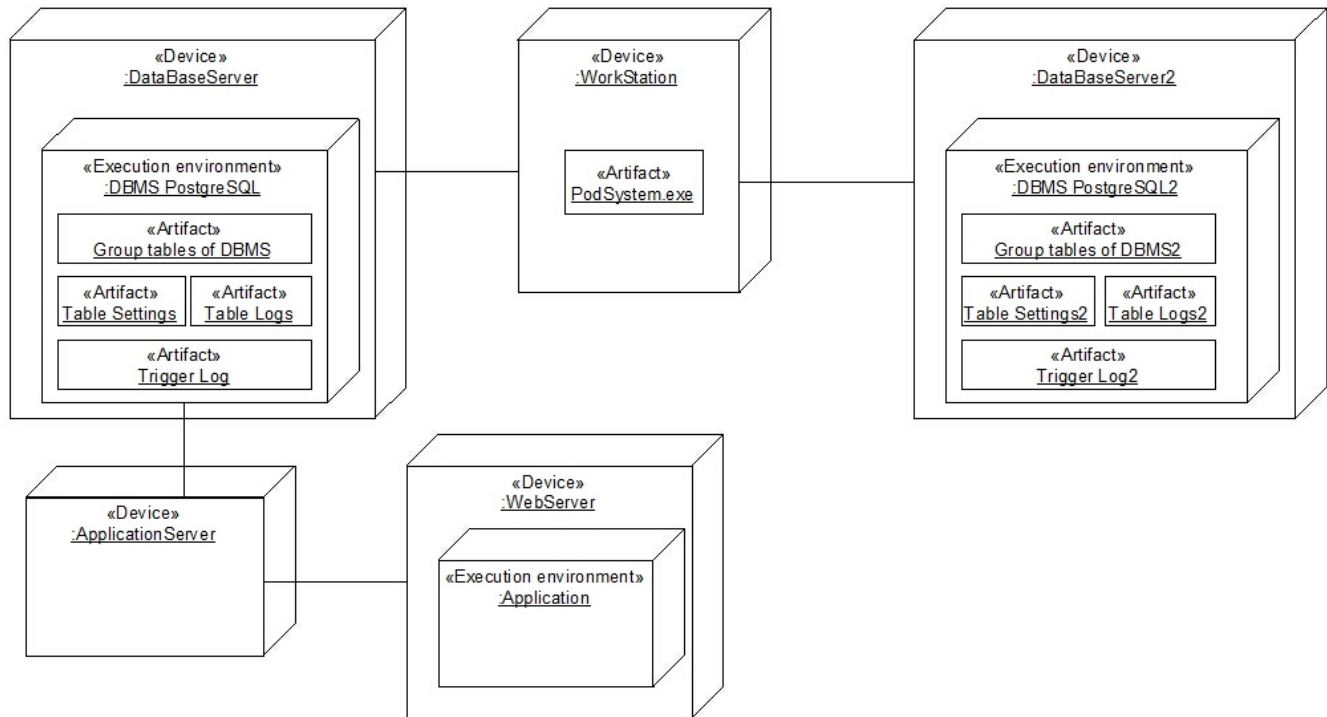 «Device»
:DataBaseServer
«Execution environment»
:DBMS PostgreSQL
«Artifact»
Group tables of DBMS
«Artifact»
Table Settings
«Artifact»
Table Logs
«Artifact»
Trigger Log
«Device»
:WorkStation
«Artifact»
PodSystem.exe
«Device»
:DataBaseServer2
«Execution environment»
:DBMS PostgreSQL2
«Artifact»
Group tables of DBMS2
«Artifact»
Table Settings2
«Artifact»
Table Logs2
«Artifact»
Trigger Log2
«Device»
:ApplicationServer
«Device»
:WebServer
«Execution environment»
:Application